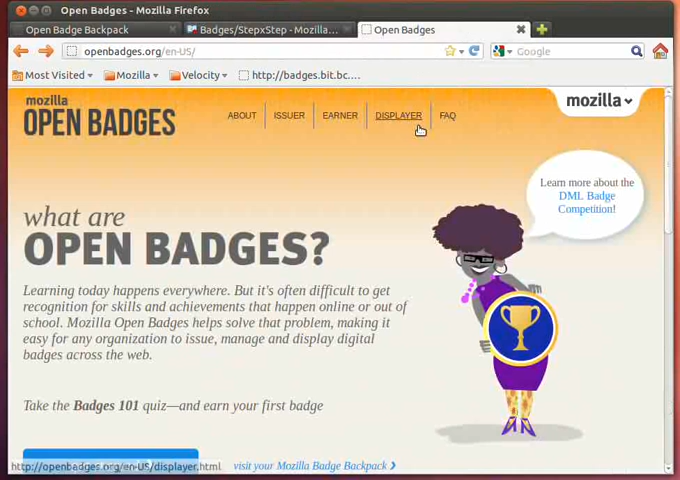 Open Badges - Mozilla Firefox
Open Badge Backpack
Badges/StepxStep - Mozilla...
Open Badges
openbadges.org/en-US/
Google
Most Visited
Mozilla
Velocity
http://badges.bit.bc....
mozilla
OPEN BADGES
ABOUT
ISSUER
EARNER
DISPLAYER
FAQ
mozilla
Learn more about the
DML Badge
Competition!
what are
OPEN BADGES?
Learning today happens everywhere. But it's often difficult to get
recognition for skills and achievements that happen online or out of
school. Mozilla Open Badges helps solve that problem, making it
easy for any organization to issue, manage and display digital
badges across the web.
Take the Badges 101 quiz—and earn your first badge
http://openbadges.org/en-US/displayer.html
visit your Mozilla Badge Backpack ❯